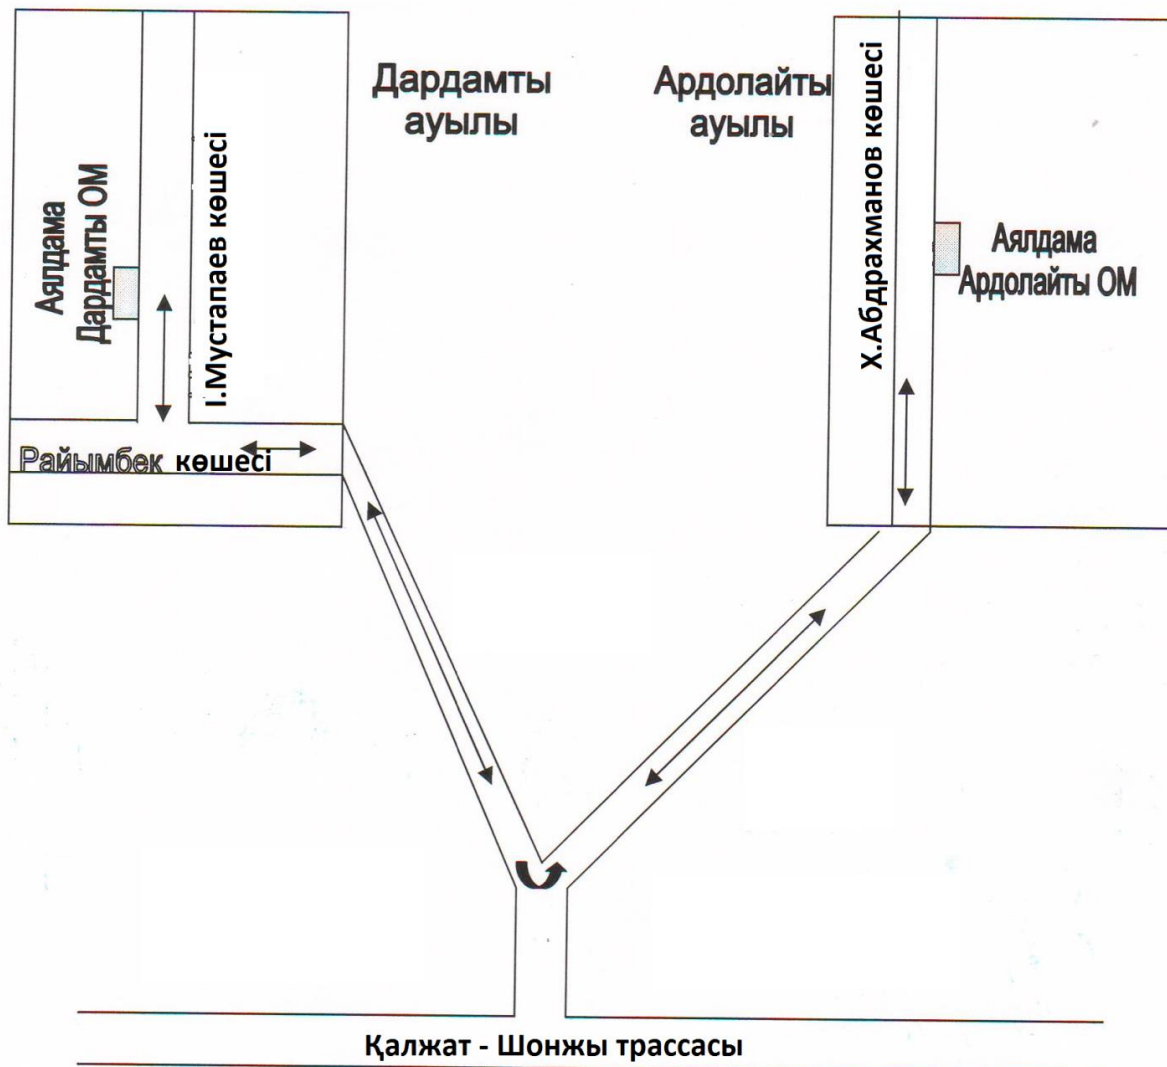 Дардамты
ауылы
Ардолайты
ауылы
Аялдама
Дардамты ОМ
І.Мустапаев көшесі
Х.Абдрахманов көшесі
Аялдама
Ардолайты ОМ
Райымбек көшесі
Қалжат - Шонжы трассасы